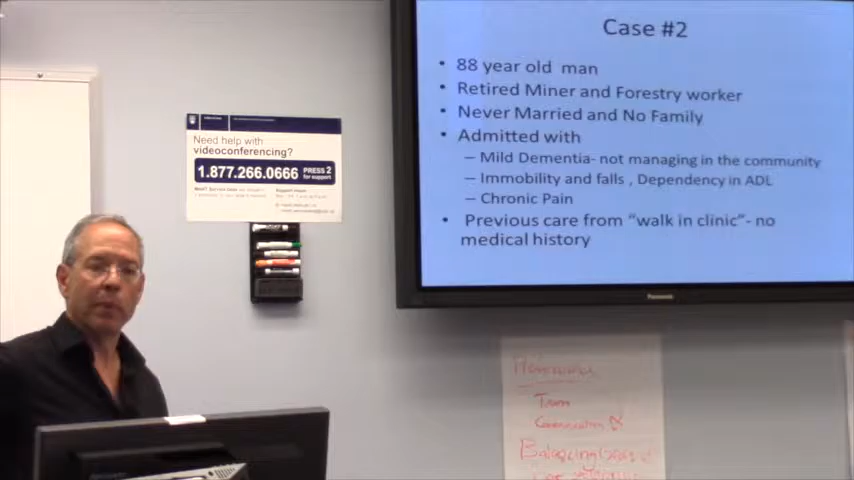 Case #2
• 88 year old man
• Retired Miner and Forestry worker
• Never Married and No Family
• Admitted with
– Mild Dementia- not managing in the community
– Immobility and falls , Dependency in ADL
– Chronic Pain
• Previous care from "walk in clinic"- no
medical history
Need help with
videoconferencing?
1.877.266.0666 PRESS 2
for support
Panasonic
Team